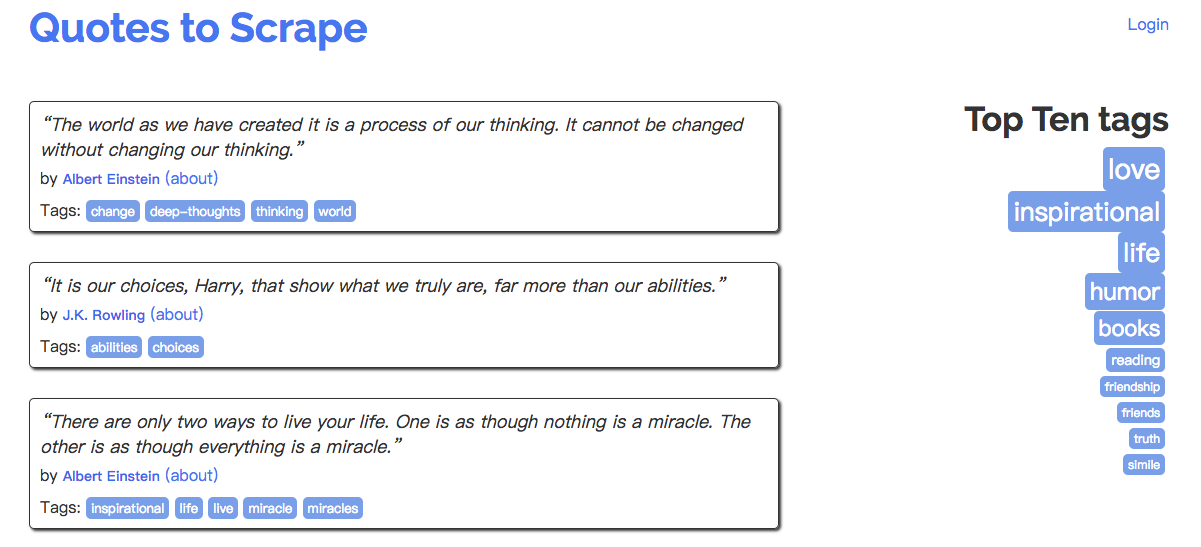 Quotes to Scrape
Login
“The world as we have created it is a process of our thinking. It cannot be changed
without changing our thinking.”
by Albert Einstein (about)
Tags: change deep-thoughts thinking world
“It is our choices, Harry, that show what we truly are, far more than our abilities.”
by J.K. Rowling (about)
Tags: abilities choices
“There are only two ways to live your life. One is as though nothing is a miracle. The
other is as though everything is a miracle.”
by Albert Einstein (about)
Tags: inspirational life live miracle miracles
Top Ten tags
love
inspirational
life
humor
books
reading
friendship
friends
truth
simile